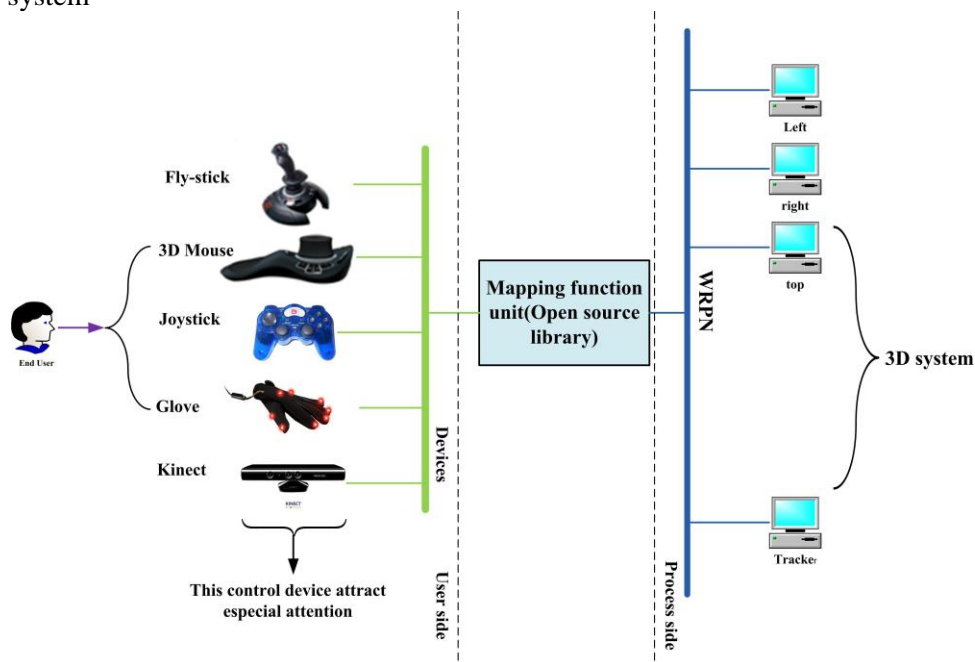 system
Fly-stick
3D Mouse
Joystick
Glove
Kinect
End User
KINECT
This control device attract
especial attention
Devices
User side
Mapping function
unit(Open source
library)
WRPN
Process side
Left
right
top
Tracker
3D system